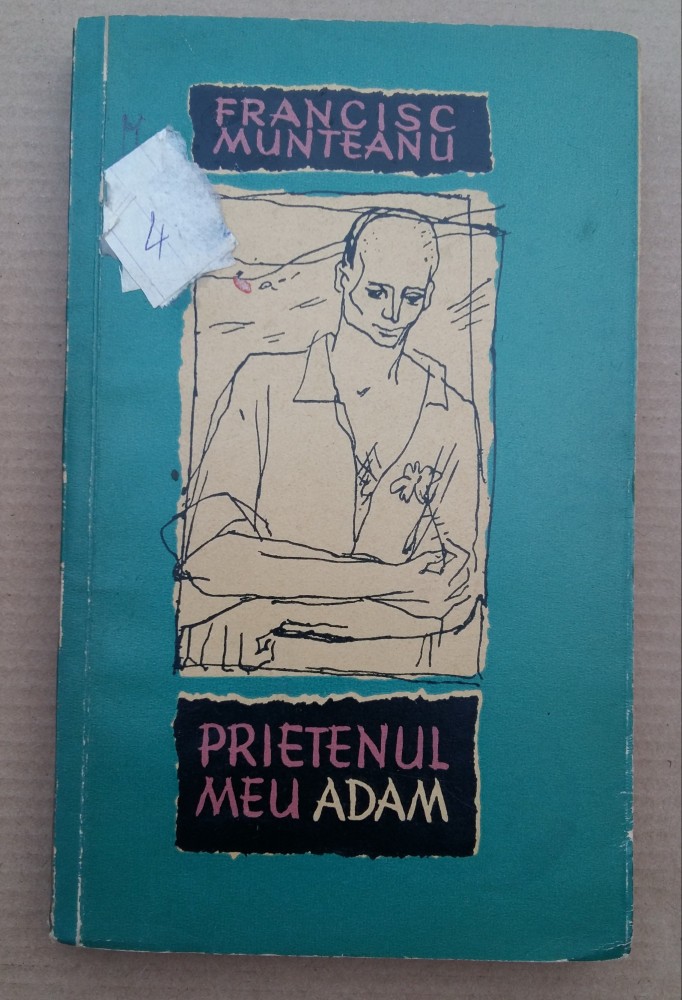 FRANCISC
MUNTEANU
4
PRIETENUL
MEU ADAM